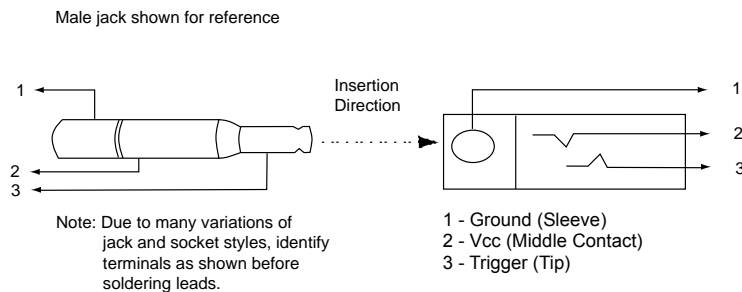 Male jack shown for reference
1
2
3
Insertion
Direction
1
2
3
Note: Due to many variations of
jack and socket styles, identify
terminals as shown before
soldering leads.
1 - Ground (Sleeve)
2 - Vcc (Middle Contact)
3 - Trigger (Tip)